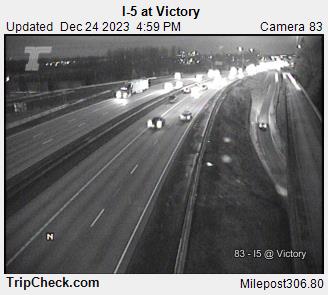 I-5 at Victory
Updated Dec 24 2023 4:59 PM Camera 83
T
N
83 - I5 @ Victory
TripCheck.com Milepost306.80